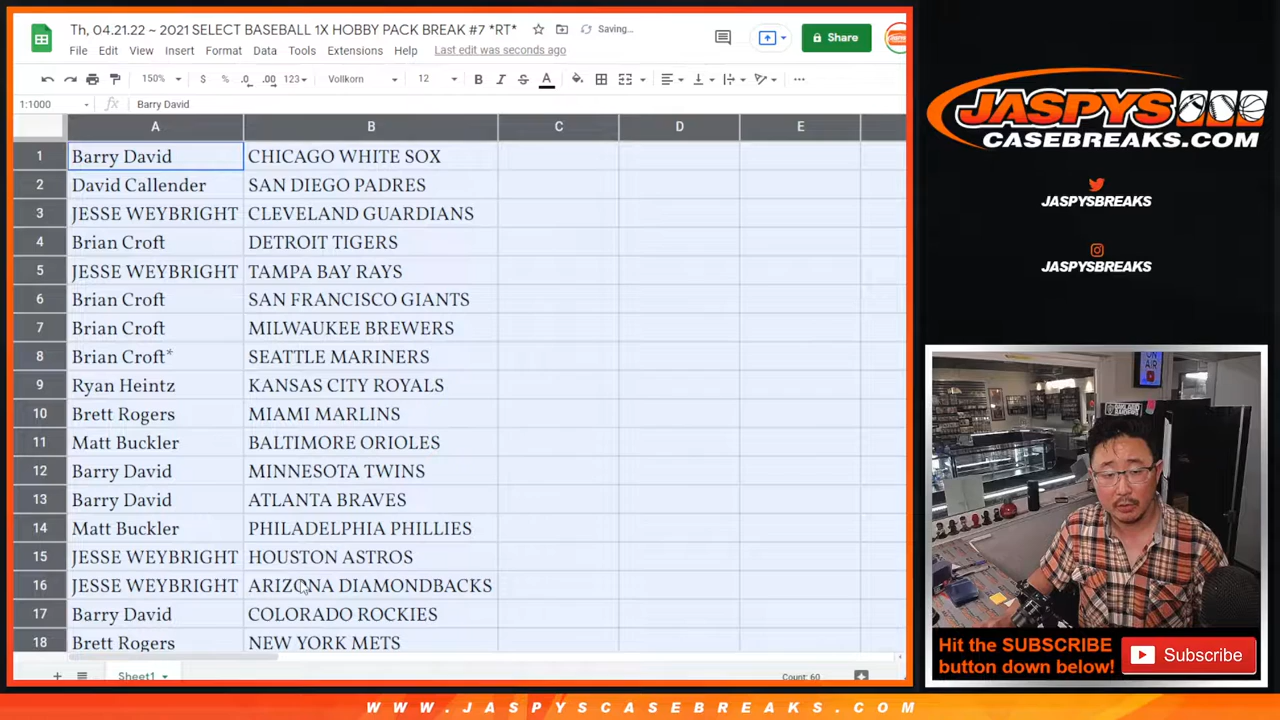 Th, 04.21.22 ~ 2021 SELECT BASEBALL 1X HOBBY PACK BREAK #7 *RT*
Saving...
File Edit View Insert Format Data Tools Extensions Help Last edit was seconds ago
Share
150% $ % .0 .00 123 Vollkorn 12 B I S A
1:1000 fx Barry David
A B C D E
1 Barry David CHICAGO WHITE SOX
2 David Callender SAN DIEGO PADRES
3 JESSE WEYBRIGHT CLEVELAND GUARDIANS
4 Brian Croft DETROIT TIGERS
5 JESSE WEYBRIGHT TAMPA BAY RAYS
6 Brian Croft SAN FRANCISCO GIANTS
7 Brian Croft MILWAUKEE BREWERS
8 Brian Croft* SEATTLE MARINERS
9 Ryan Heintz KANSAS CITY ROYALS
10 Brett Rogers MIAMI MARLINS
11 Matt Buckler BALTIMORE ORIOLES
12 Barry David MINNESOTA TWINS
13 Barry David ATLANTA BRAVES
14 Matt Buckler PHILADELPHIA PHILLIES
15 JESSE WEYBRIGHT HOUSTON ASTROS
16 JESSE WEYBRIGHT ARIZONA DIAMONDBACKS
17 Barry David COLORADO ROCKIES
18 Brett Rogers NEW YORK METS
Sheet1
Count: 60
JASPYS
CASEBREAKS.COM
JASPYSBREAKS
JASPYSBREAKS
ON AIR
Hit the SUBSCRIBE
button down below!
Subscribe
WWW.JASPYSCASEBREAKS.COM